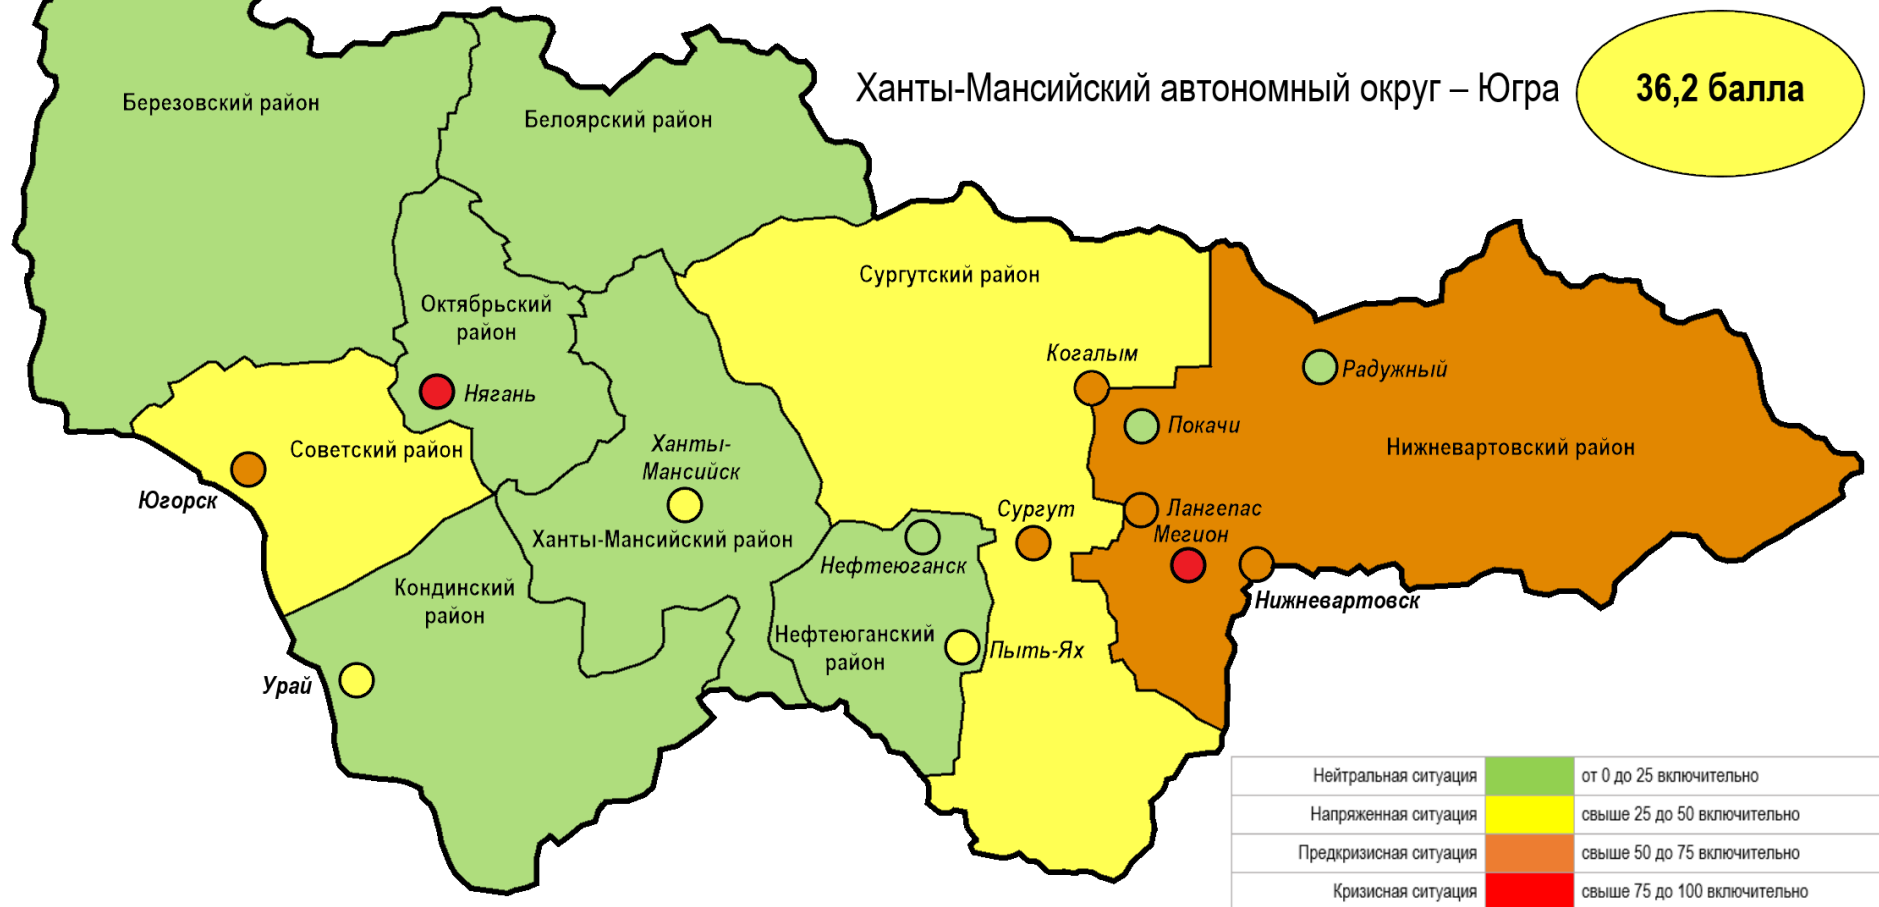 Ханты-Мансийский автономный округ – Югра
36,2 балла
Березовский район
Белоярский район
Сургутский район
Октябрьский
район
Когалым
Радужный
Нягань
Покачи
Советский район
Ханты-
Мансийск
Нижневартовский район
Югорск
Сургут
Лангепас
Мегион
Ханты-Мансийский район
Нефтеюганск
Кондинский
район
Нижневартовск
Нефтеюганский
район
Пыть-Ях
Урай
Нейтральная ситуация от 0 до 25 включительно
Напряженная ситуация свыше 25 до 50 включительно
Предкризисная ситуация свыше 50 до 75 включительно
Кризисная ситуация свыше 75 до 100 включительно